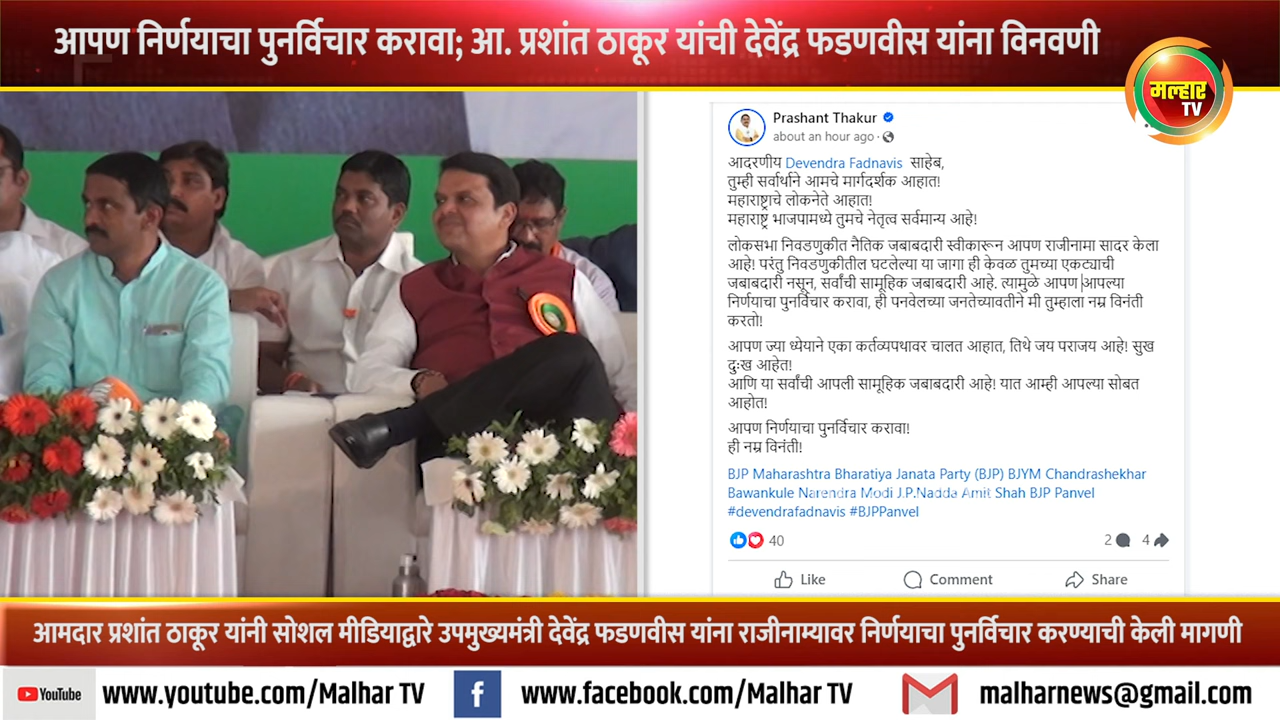 आपण निर्णयाचा पुनर्विचार करावा; आ. प्रशांत ठाकूर यांची देवेंद्र फडणवीस यांना विनवणी
मल्हार
TV
Prashant Thakur
about an hour ago ·
आदरणीय Devendra Fadnavis साहेब,
तुम्ही सर्वार्थाने आमचे मार्गदर्शक आहात!
महाराष्ट्राचे लोकनेते आहात!
महाराष्ट्र भाजपामध्ये तुमचे नेतृत्व सर्वमान्य आहे!
लोकसभा निवडणुकीत नैतिक जबाबदारी स्वीकारून आपण राजीनामा सादर केला
आहे! परंतु निवडणुकीतील घटलेल्या या जागा ही केवळ तुमच्या एकट्याची
जबाबदारी नसून, सर्वांची सामूहिक जबाबदारी आहे. त्यामुळे आपण आपल्या
निर्णयाचा पुनर्विचार करावा, ही पनवेलच्या जनतेच्यावतीने मी तुम्हाला नम्र विनंती
करतो!
आपण ज्या ध्येयाने एका कर्तव्यपथावर चालत आहात, तिथे जय पराजय आहे! सुख
दुःख आहेत!
आणि या सर्वांची आपली सामूहिक जबाबदारी आहे! यात आम्ही आपल्या सोबत
आहोत!
आपण निर्णयाचा पुनर्विचार करावा!
ही नम्र विनंती!
BJP Maharashtra Bharatiya Janata Party (BJP) BJYM Chandrashekhar
Bawankule Narendra Modi J.P.Nadda Amit Shah BJP Panvel
#devendrafadnavis #BJPPanvel
40
2 4
Like Comment Share
आमदार प्रशांत ठाकूर यांनी सोशल मीडियाद्वारे उपमुख्यमंत्री देवेंद्र फडणवीस यांना राजीनाम्यावर निर्णयाचा पुनर्विचार करण्याची केली मागणी
YouTube www.youtube.com/Malhar TV f www.facebook.com/Malhar TV malharnews@gmail.com